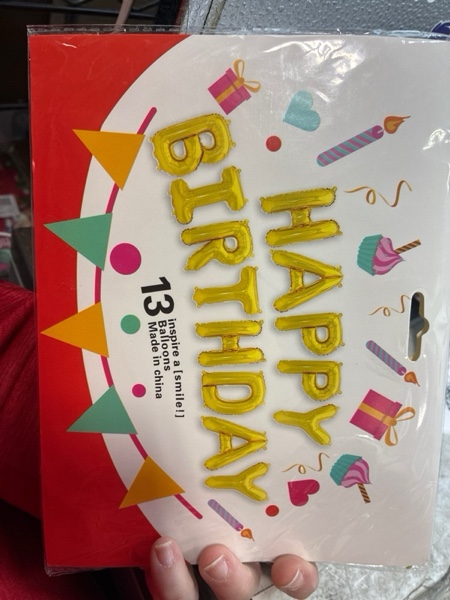 HAPPY
BIRTHDAY
13 inspire a [smile!]
Balloons
Made in china